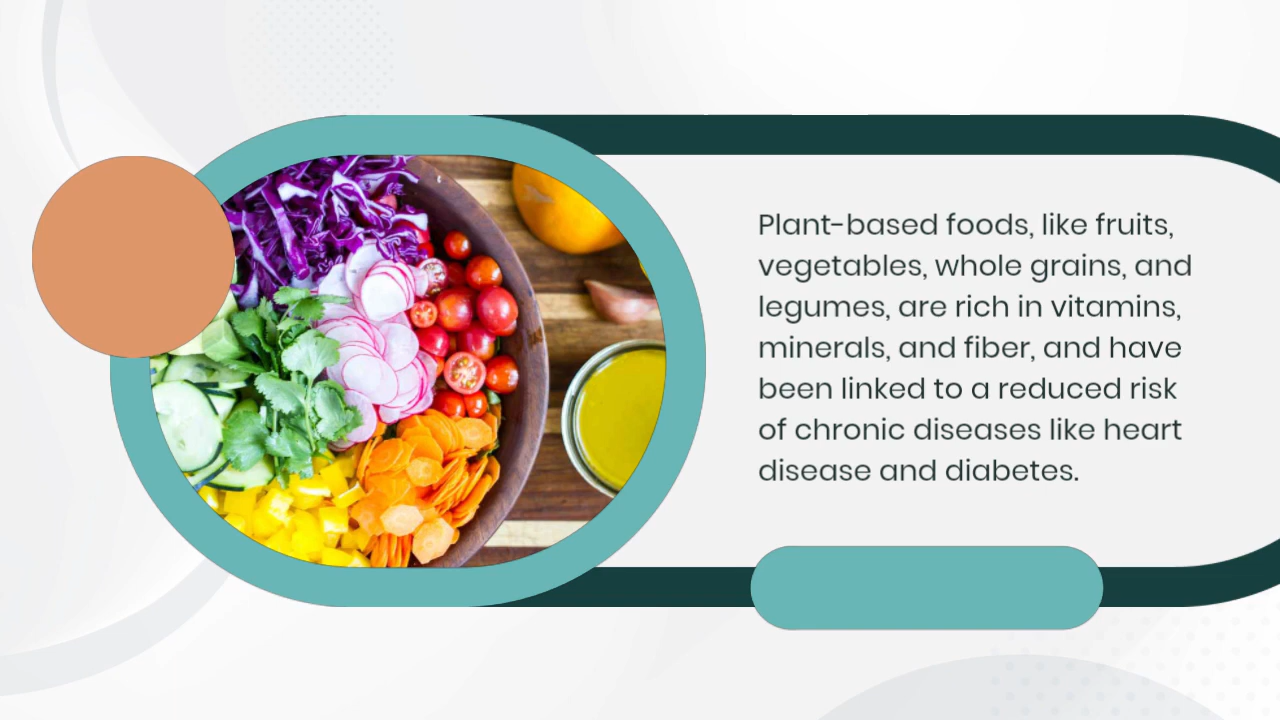 Plant-based foods, like fruits,
vegetables, whole grains, and
legumes, are rich in vitamins,
minerals, and fiber, and have
been linked to a reduced risk
of chronic diseases like heart
disease and diabetes.